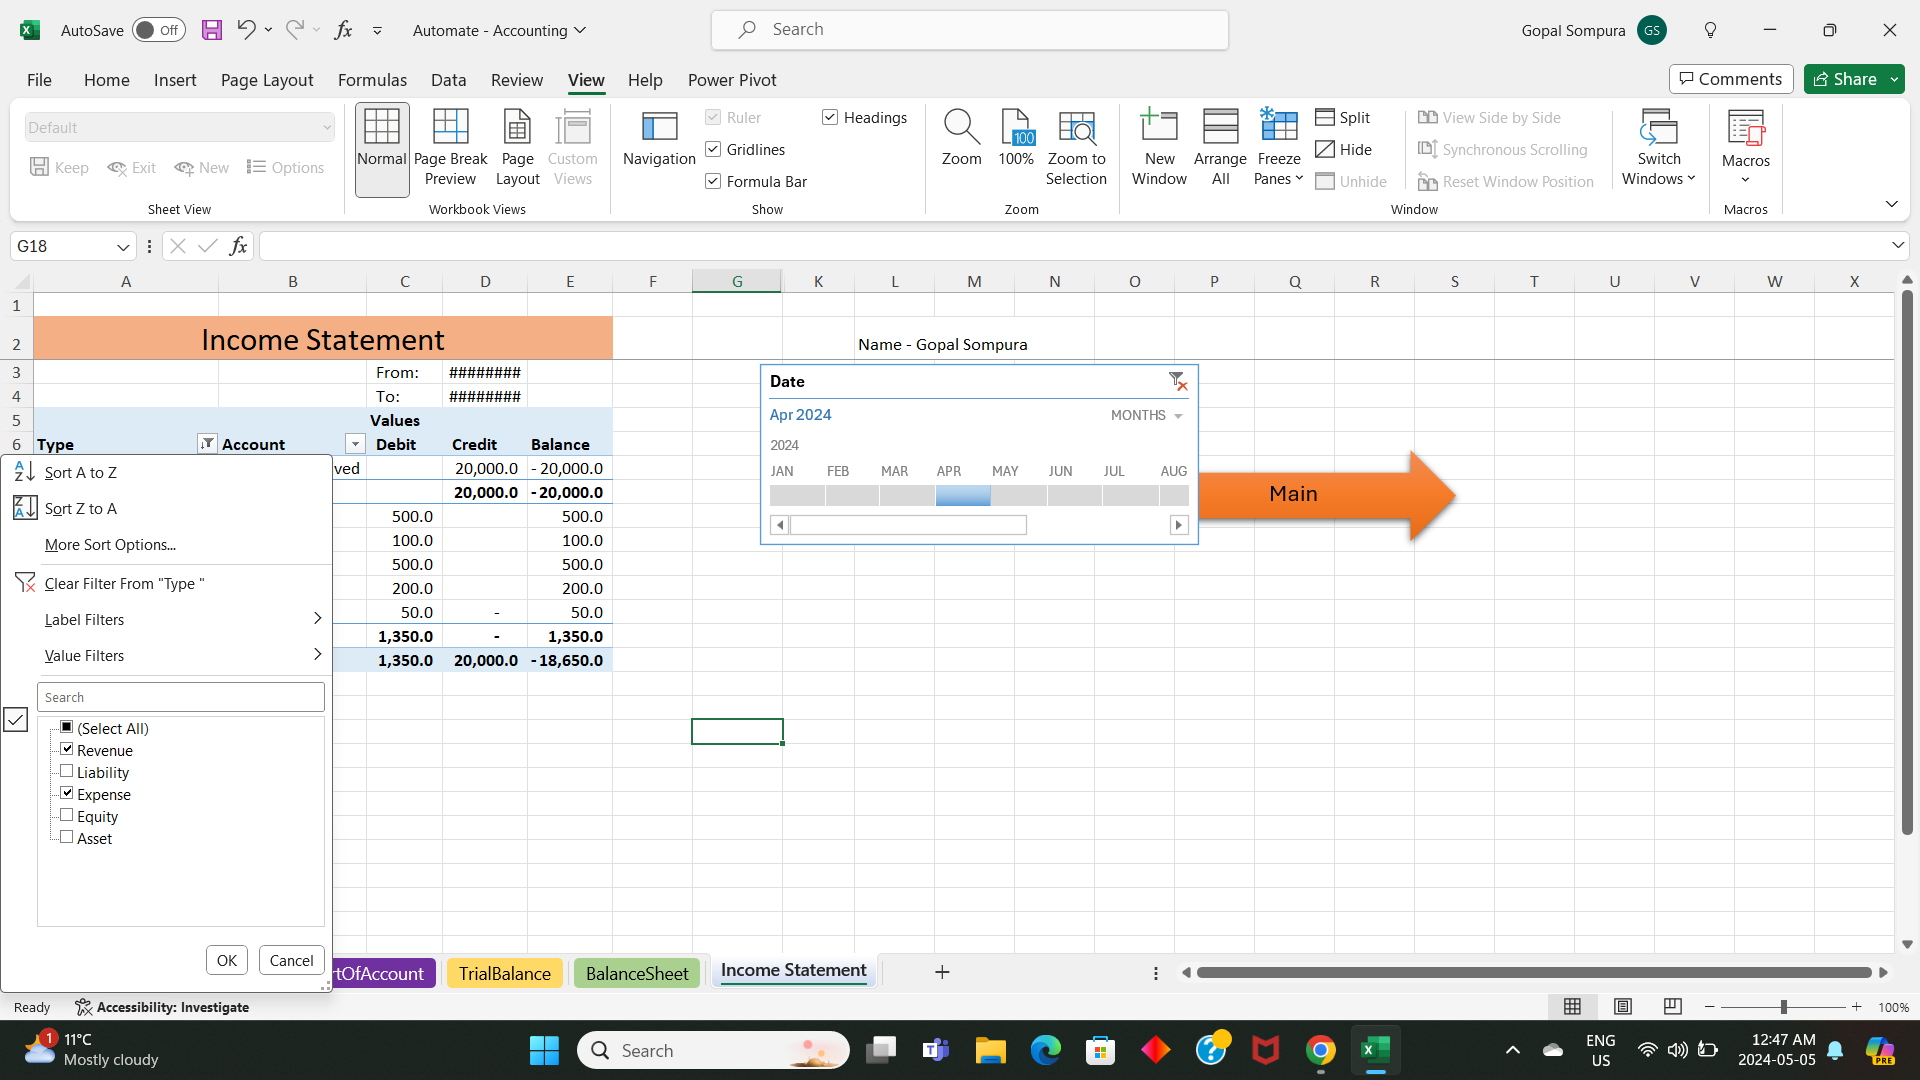 AutoSave Off Automate - Accounting Search Gopal Sompura GS
File Home Insert Page Layout Formulas Data Review View Help Power Pivot Comments Share
Default
Keep Exit New Options
Sheet View
Normal Page Break Preview Page Layout Custom Views
Workbook Views
Navigation Ruler Gridlines Formula Bar Headings
Show
Zoom 100 100% Zoom to Selection
Zoom
New Window Arrange All Freeze Panes Split Hide Unhide
View Side by Side
Synchronous Scrolling
Reset Window Position
Switch Windows
Window
Macros
Macros
G18 fx
A B C D E F G K L M N O P Q R S T U V W X
1
2 Income Statement Name - Gopal Sompura
3 From: ########
4 To: ########
5 Values
6 Type Account Debit Credit Balance
ved 20,000.0 - 20,000.0
20,000.0 - 20,000.0
500.0 500.0
100.0 100.0
500.0 500.0
200.0 200.0
50.0 - 50.0
1,350.0 - 1,350.0
1,350.0 20,000.0 - 18,650.0
Sort A to Z
Sort Z to A
More Sort Options...
Clear Filter From "Type "
Label Filters
Value Filters
Search
(Select All)
Revenue
Liability
Expense
Equity
Asset
OK Cancel
Date
Apr 2024 MONTHS
2024
JAN FEB MAR APR MAY JUN JUL AUG
Main
rtOfAccount TrialBalance BalanceSheet Income Statement
Ready Accessibility: Investigate 100%
1 11°C
Mostly cloudy
Search
ENG
US
12:47 AM
2024-05-05
PRE